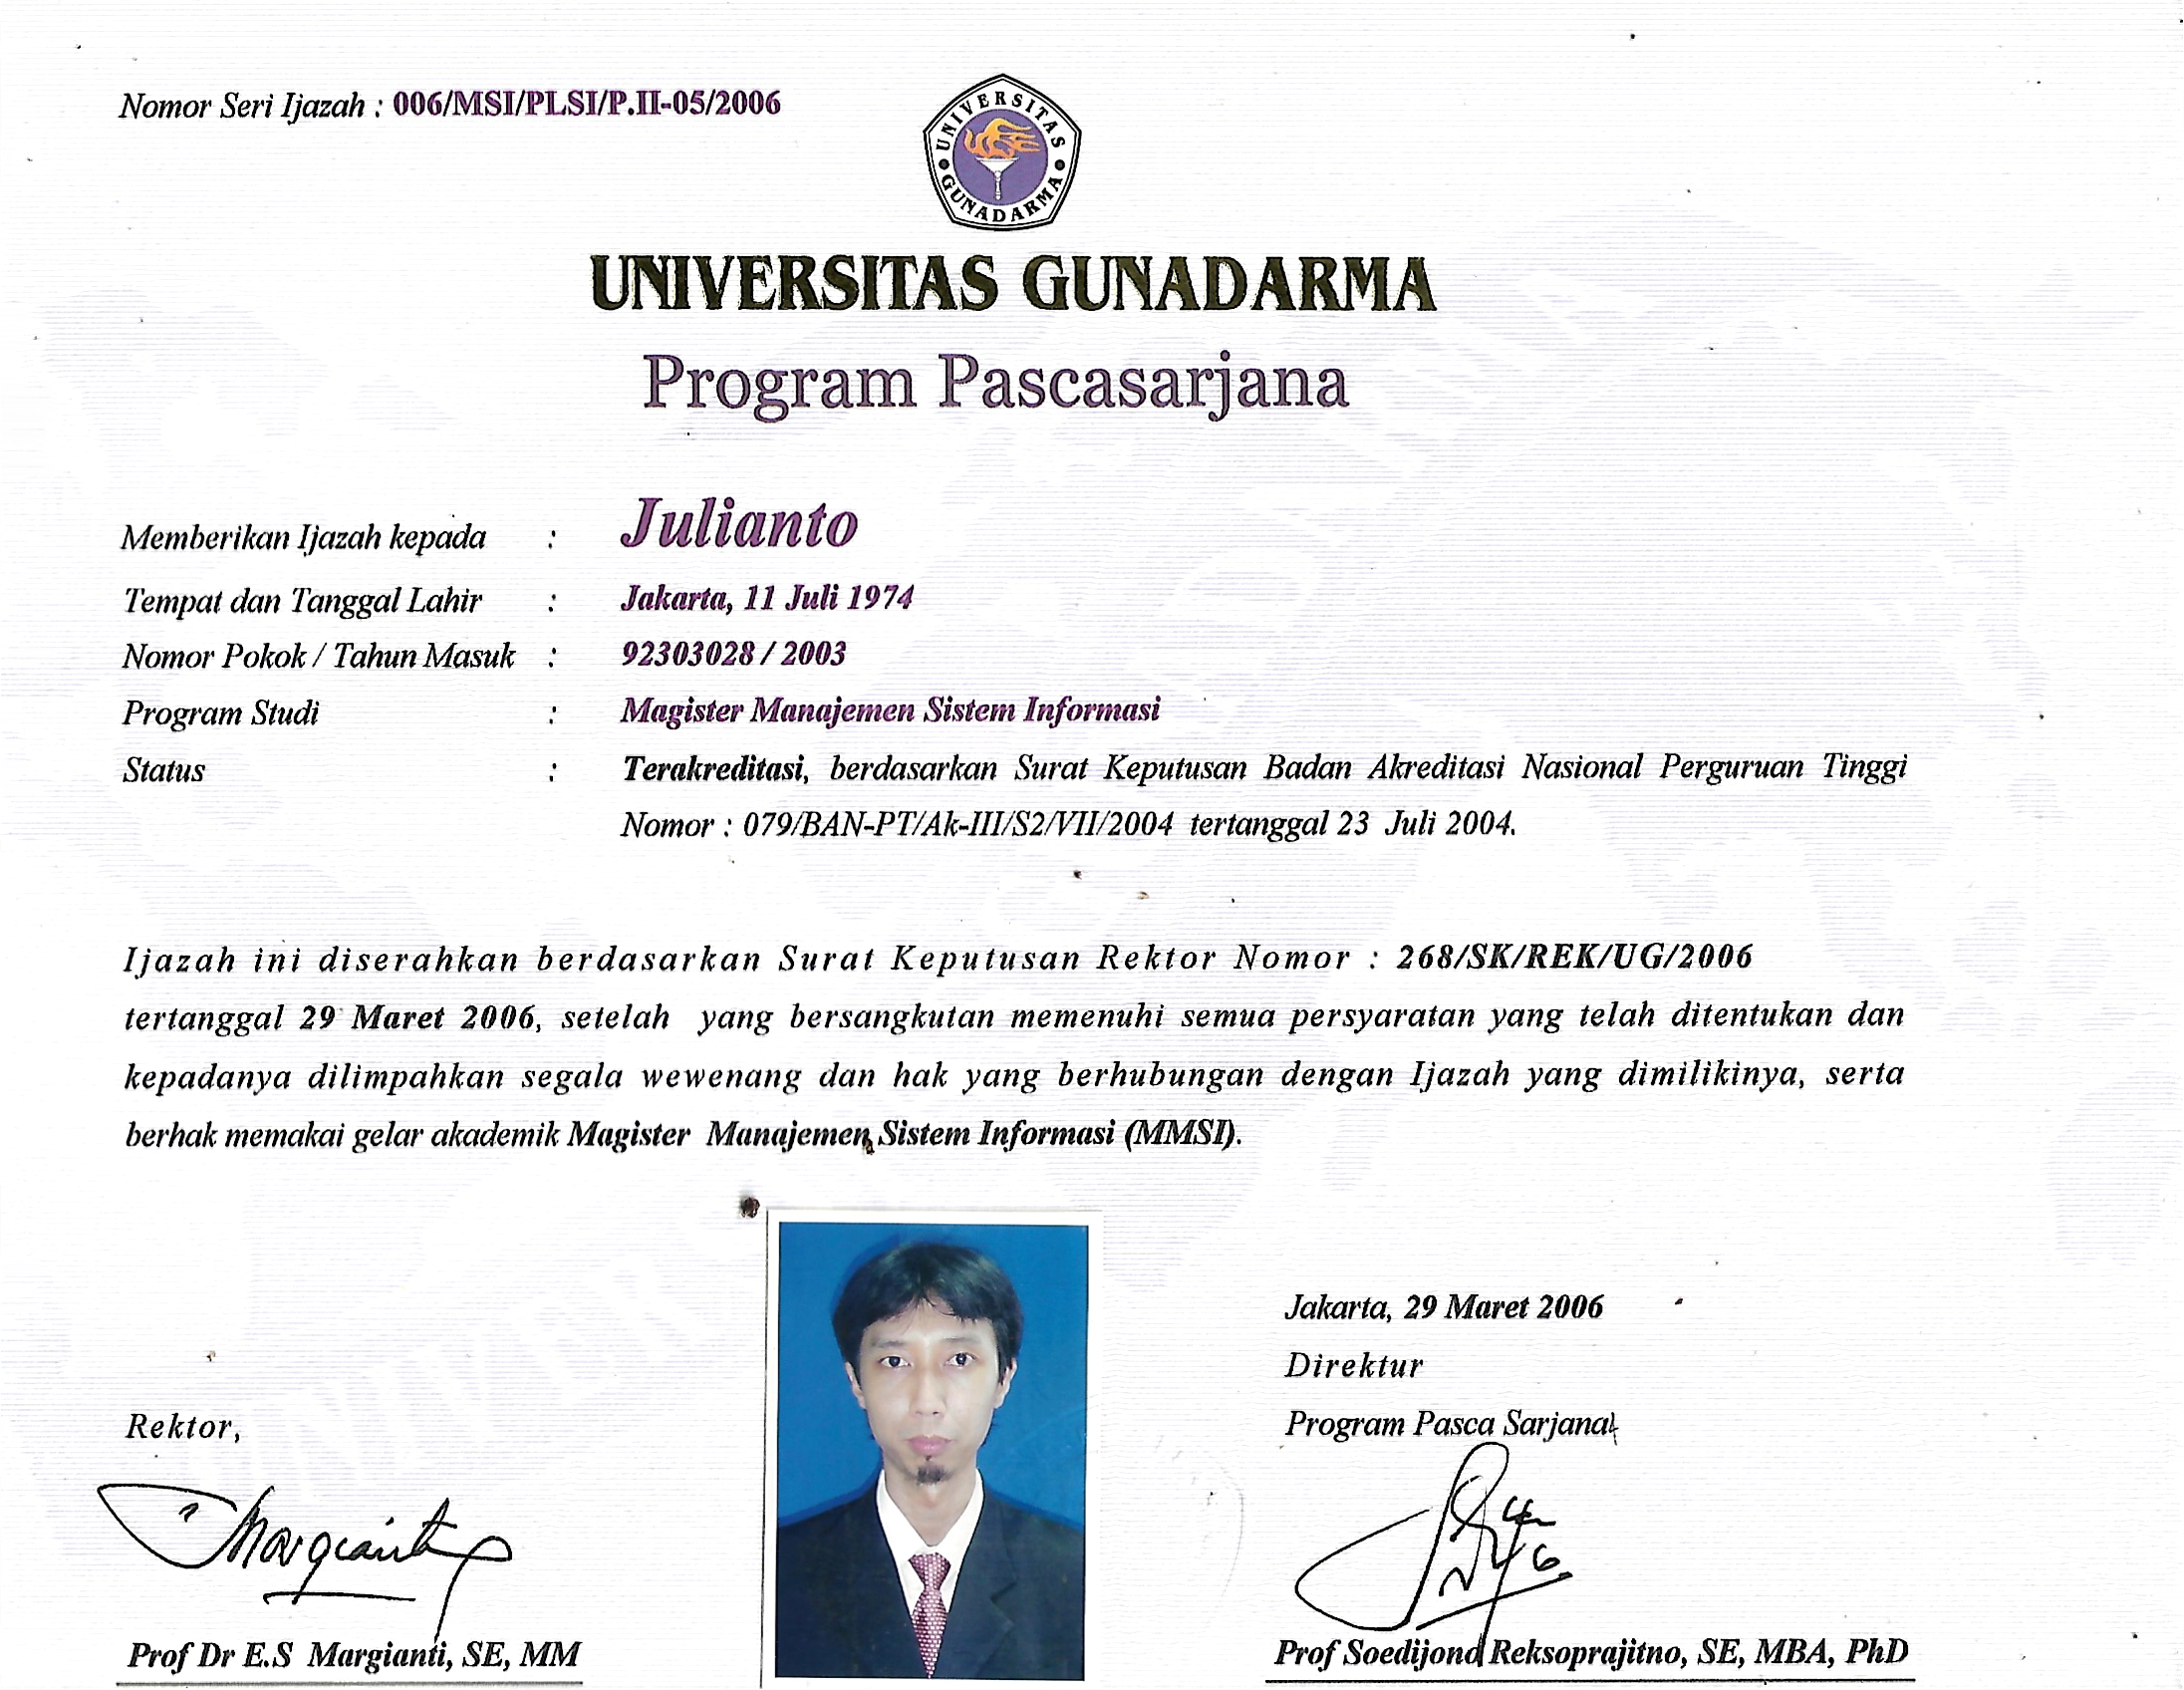 Nomor Seri Ijazah : 006/MSI/PLSI/P.II-05/2006
UNIVERSITAS GUNADARMA
UNIVERSITAS GUNADARMA
Program Pascasarjana
Memberikan Ijazah kepada : Julianto
Tempat dan Tanggal Lahir : Jakarta, 11 Juli 1974
Nomor Pokok / Tahun Masuk : 92303028 / 2003
Program Studi : Magister Manajemen Sistem Informasi
Status : Terakreditasi, berdasarkan Surat Keputusan Badan Akreditasi Nasional Perguruan Tinggi
Nomor : 079/BAN-PT/Ak-III/S2/VII/2004 tertanggal 23 Juli 2004.
Ijazah ini diserahkan berdasarkan Surat Keputusan Rektor Nomor : 268/SK/REK/UG/2006
tertanggal 29 Maret 2006, setelah yang bersangkutan memenuhi semua persyaratan yang telah ditentukan dan
kepadanya dilimpahkan segala wewenang dan hak yang berhubungan dengan Ijazah yang dimilikinya, serta
berhak memakai gelar akademik Magister Manajemen Sistem Informasi (MMSI).
Jakarta, 29 Maret 2006
Direktur
Program Pasca Sarjana
Rektor,
Margianti
Prof Dr E.S Margianti, SE, MM
Prof Soedijono Reksoprajitno, SE, MBA, PhD